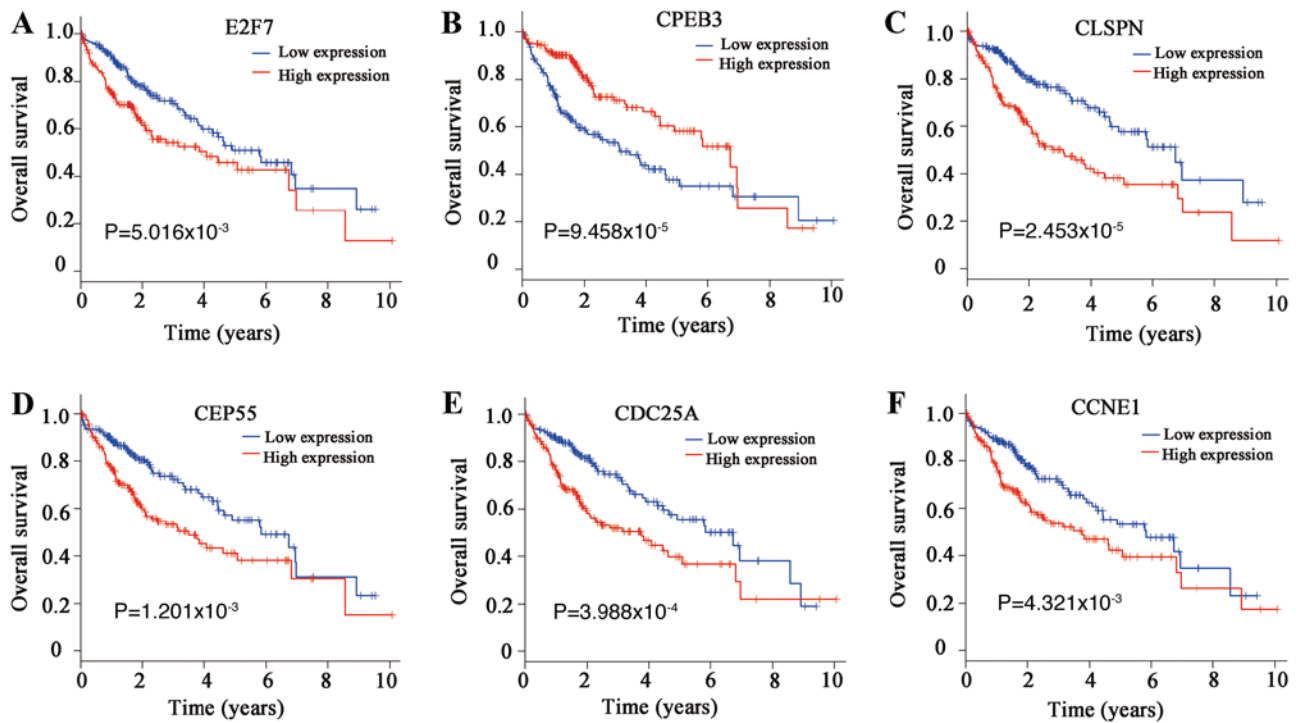 A
E2F7
Low expression
High expression
Overall survival
1.0
0.8
0.6
0.4
0.2
0
P=5.016x10-3
0 2 4 6 8 10
Time (years)
B
CPEB3
Low expression
High expression
Overall survival
1.0
0.8
0.6
0.4
0.2
0
P=9.458x10-5
0 2 4 6 8 10
Time (years)
C
CLSPN
Low expression
High expression
Overall survival
1.0
0.8
0.6
0.4
0.2
0
P=2.453x10-5
0 2 4 6 8 10
Time (years)
D
CEP55
Low expression
High expression
Overall survival
1.0
0.8
0.6
0.4
0.2
0
P=1.201x10-3
0 2 4 6 8 10
Time (years)
E
CDC25A
Low expression
High expression
Overall survival
1.0
0.8
0.6
0.4
0.2
0
P=3.988x10-4
0 2 4 6 8 10
Time (years)
F
CCNE1
Low expression
High expression
Overall survival
1.0
0.8
0.6
0.4
0.2
0
P=4.321x10-3
0 2 4 6 8 10
Time (years)